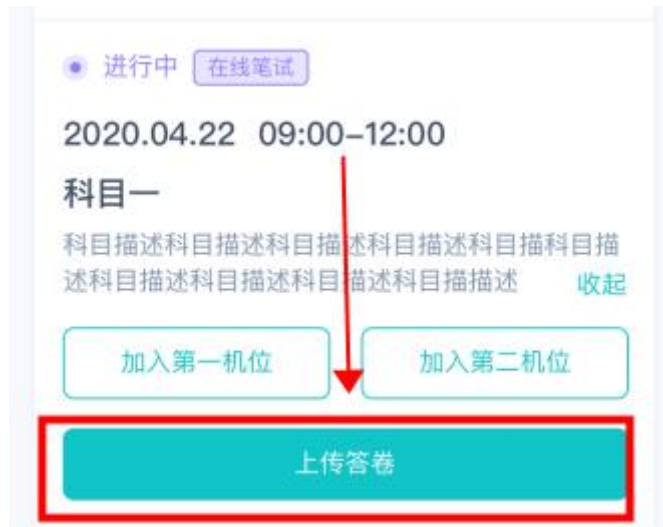 进行中 在线笔试
2020.04.22 09:00-12:00
科目一
科目描述科目描述科目描述科目描述科目描科目描
述科目描述科目描述科目描述科目描描述 收起
加入第一机位 加入第二机位
上传答卷